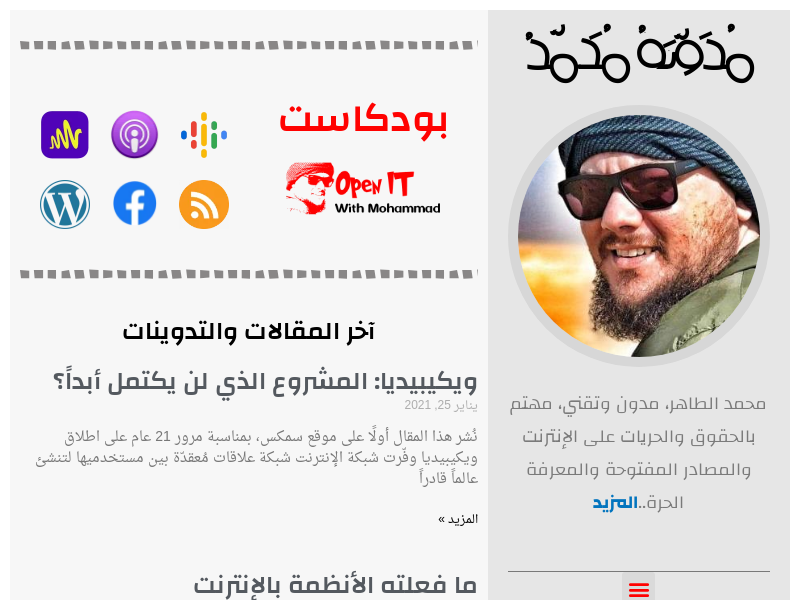 مُدَوّنَة مُحَمّد
محمد الطاهر، مدون وتقني، مهتم
بالحقوق والحريات على الإنترنت
والمصادر المفتوحة والمعرفة
الحرة..المزيد
بودكاست
OPEN IT
With Mohammad
آخر المقالات والتدوينات
ويكيبيديا: المشروع الذي لن يكتمل أبداً؟
يناير 25, 2021
نُشر هذا المقال أولًا على موقع سمكس، بمناسبة مرور 21 عام على اطلاق
ويكيبيديا وفّرت شبكة الإنترنت شبكة علاقات مُعقدّة بين مستخدميها لتنشئ
عالماً قادراً
المزيد »
ما فعلته الأنظمة بالإنترنت